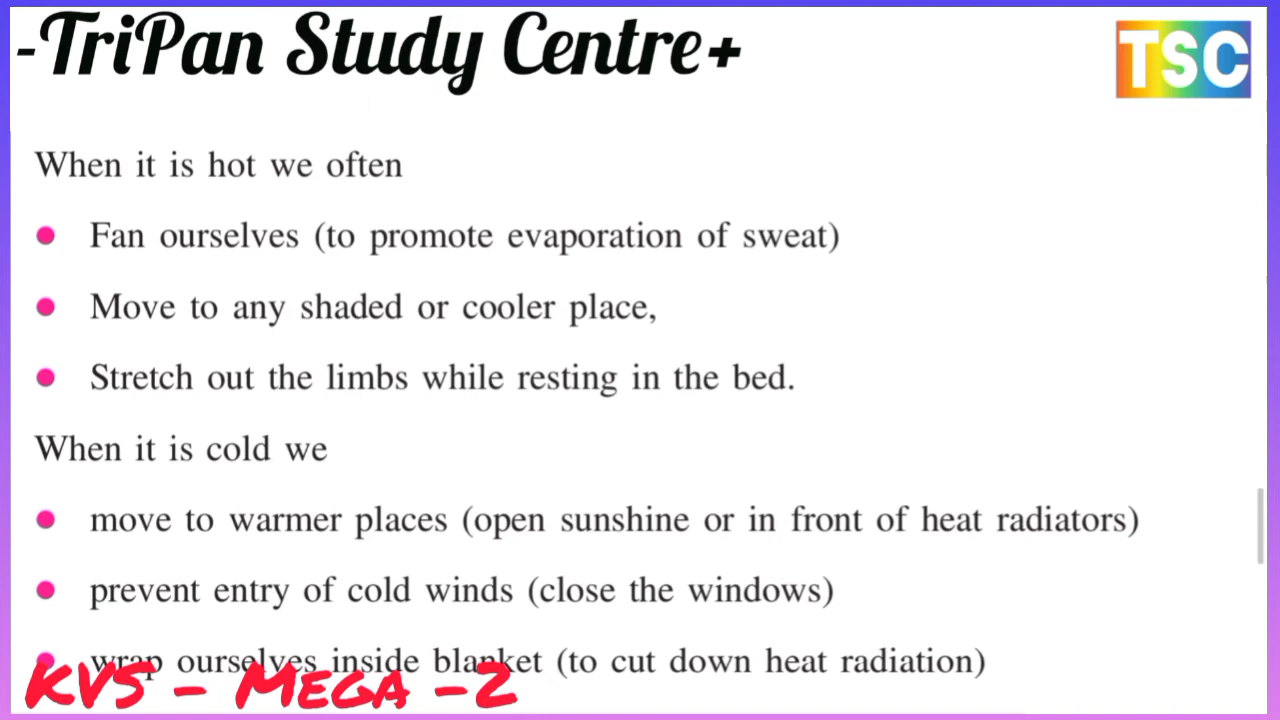 -TriPan Study Centre+
TSC
When it is hot we often
Fan ourselves (to promote evaporation of sweat)
Move to any shaded or cooler place,
Stretch out the limbs while resting in the bed.
When it is cold we
move to warmer places (open sunshine or in front of heat radiators)
prevent entry of cold winds (close the windows)
wrap ourselves inside blanket (to cut down heat radiation)
KVS - MEGA -2